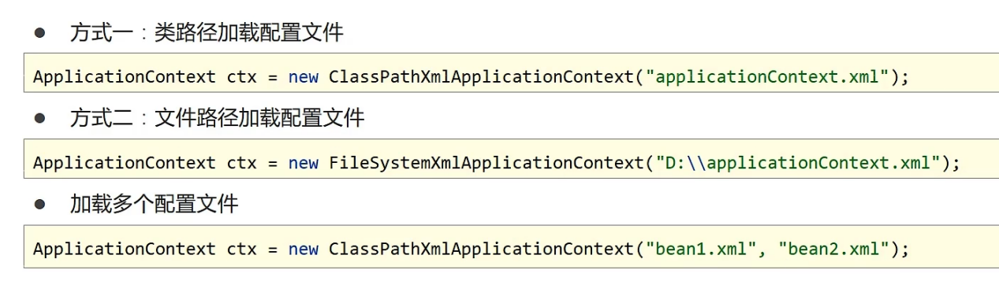 ● 方式一：类路径加载配置文件
ApplicationContext ctx = new ClassPathXmlApplicationContext("applicationContext.xml");
● 方式二：文件路径加载配置文件
ApplicationContext ctx = new FileSystemXmlApplicationContext("D:\\applicationContext.xml");
● 加载多个配置文件
ApplicationContext ctx = new ClassPathXmlApplicationContext("bean1.xml", "bean2.xml");